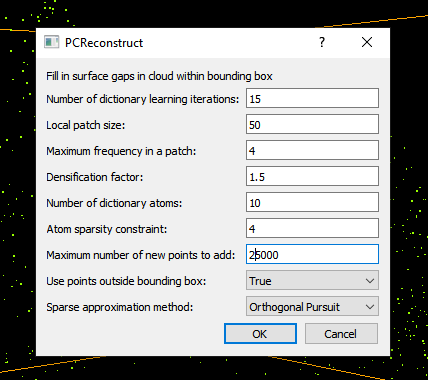 PCReconstruct ? ×
Fill in surface gaps in cloud within bounding box
Number of dictionary learning iterations: 15
Local patch size: 50
Maximum frequency in a patch: 4
Densification factor: 1.5
Number of dictionary atoms: 10
Atom sparsity constraint: 4
Maximum number of new points to add: 25000
Use points outside bounding box: True
Sparse approximation method: Orthogonal Pursuit
OK Cancel